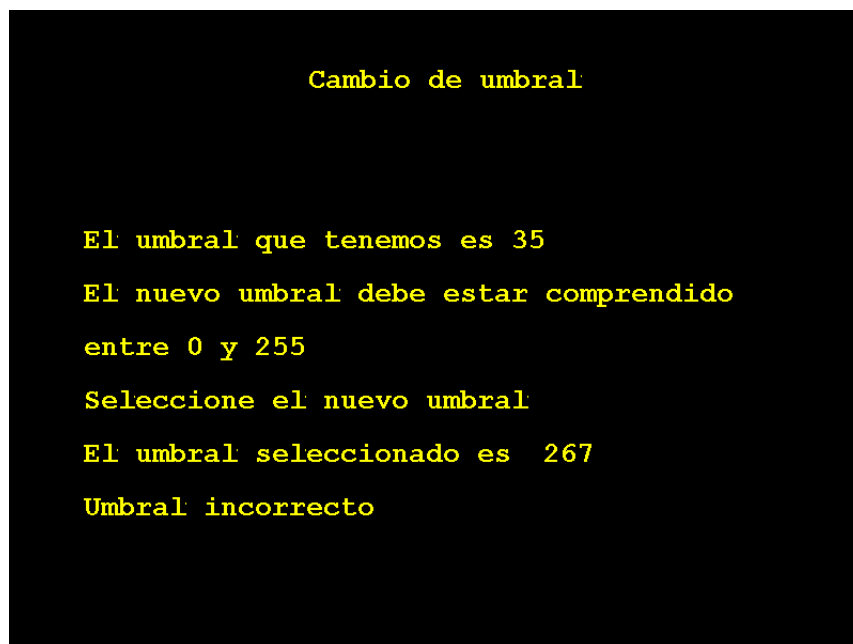 Cambio de umbral
El umbral que tenemos es 35
El nuevo umbral debe estar comprendido
entre 0 y 255
Seleccione el nuevo umbral
El umbral seleccionado es  267
Umbral incorrecto